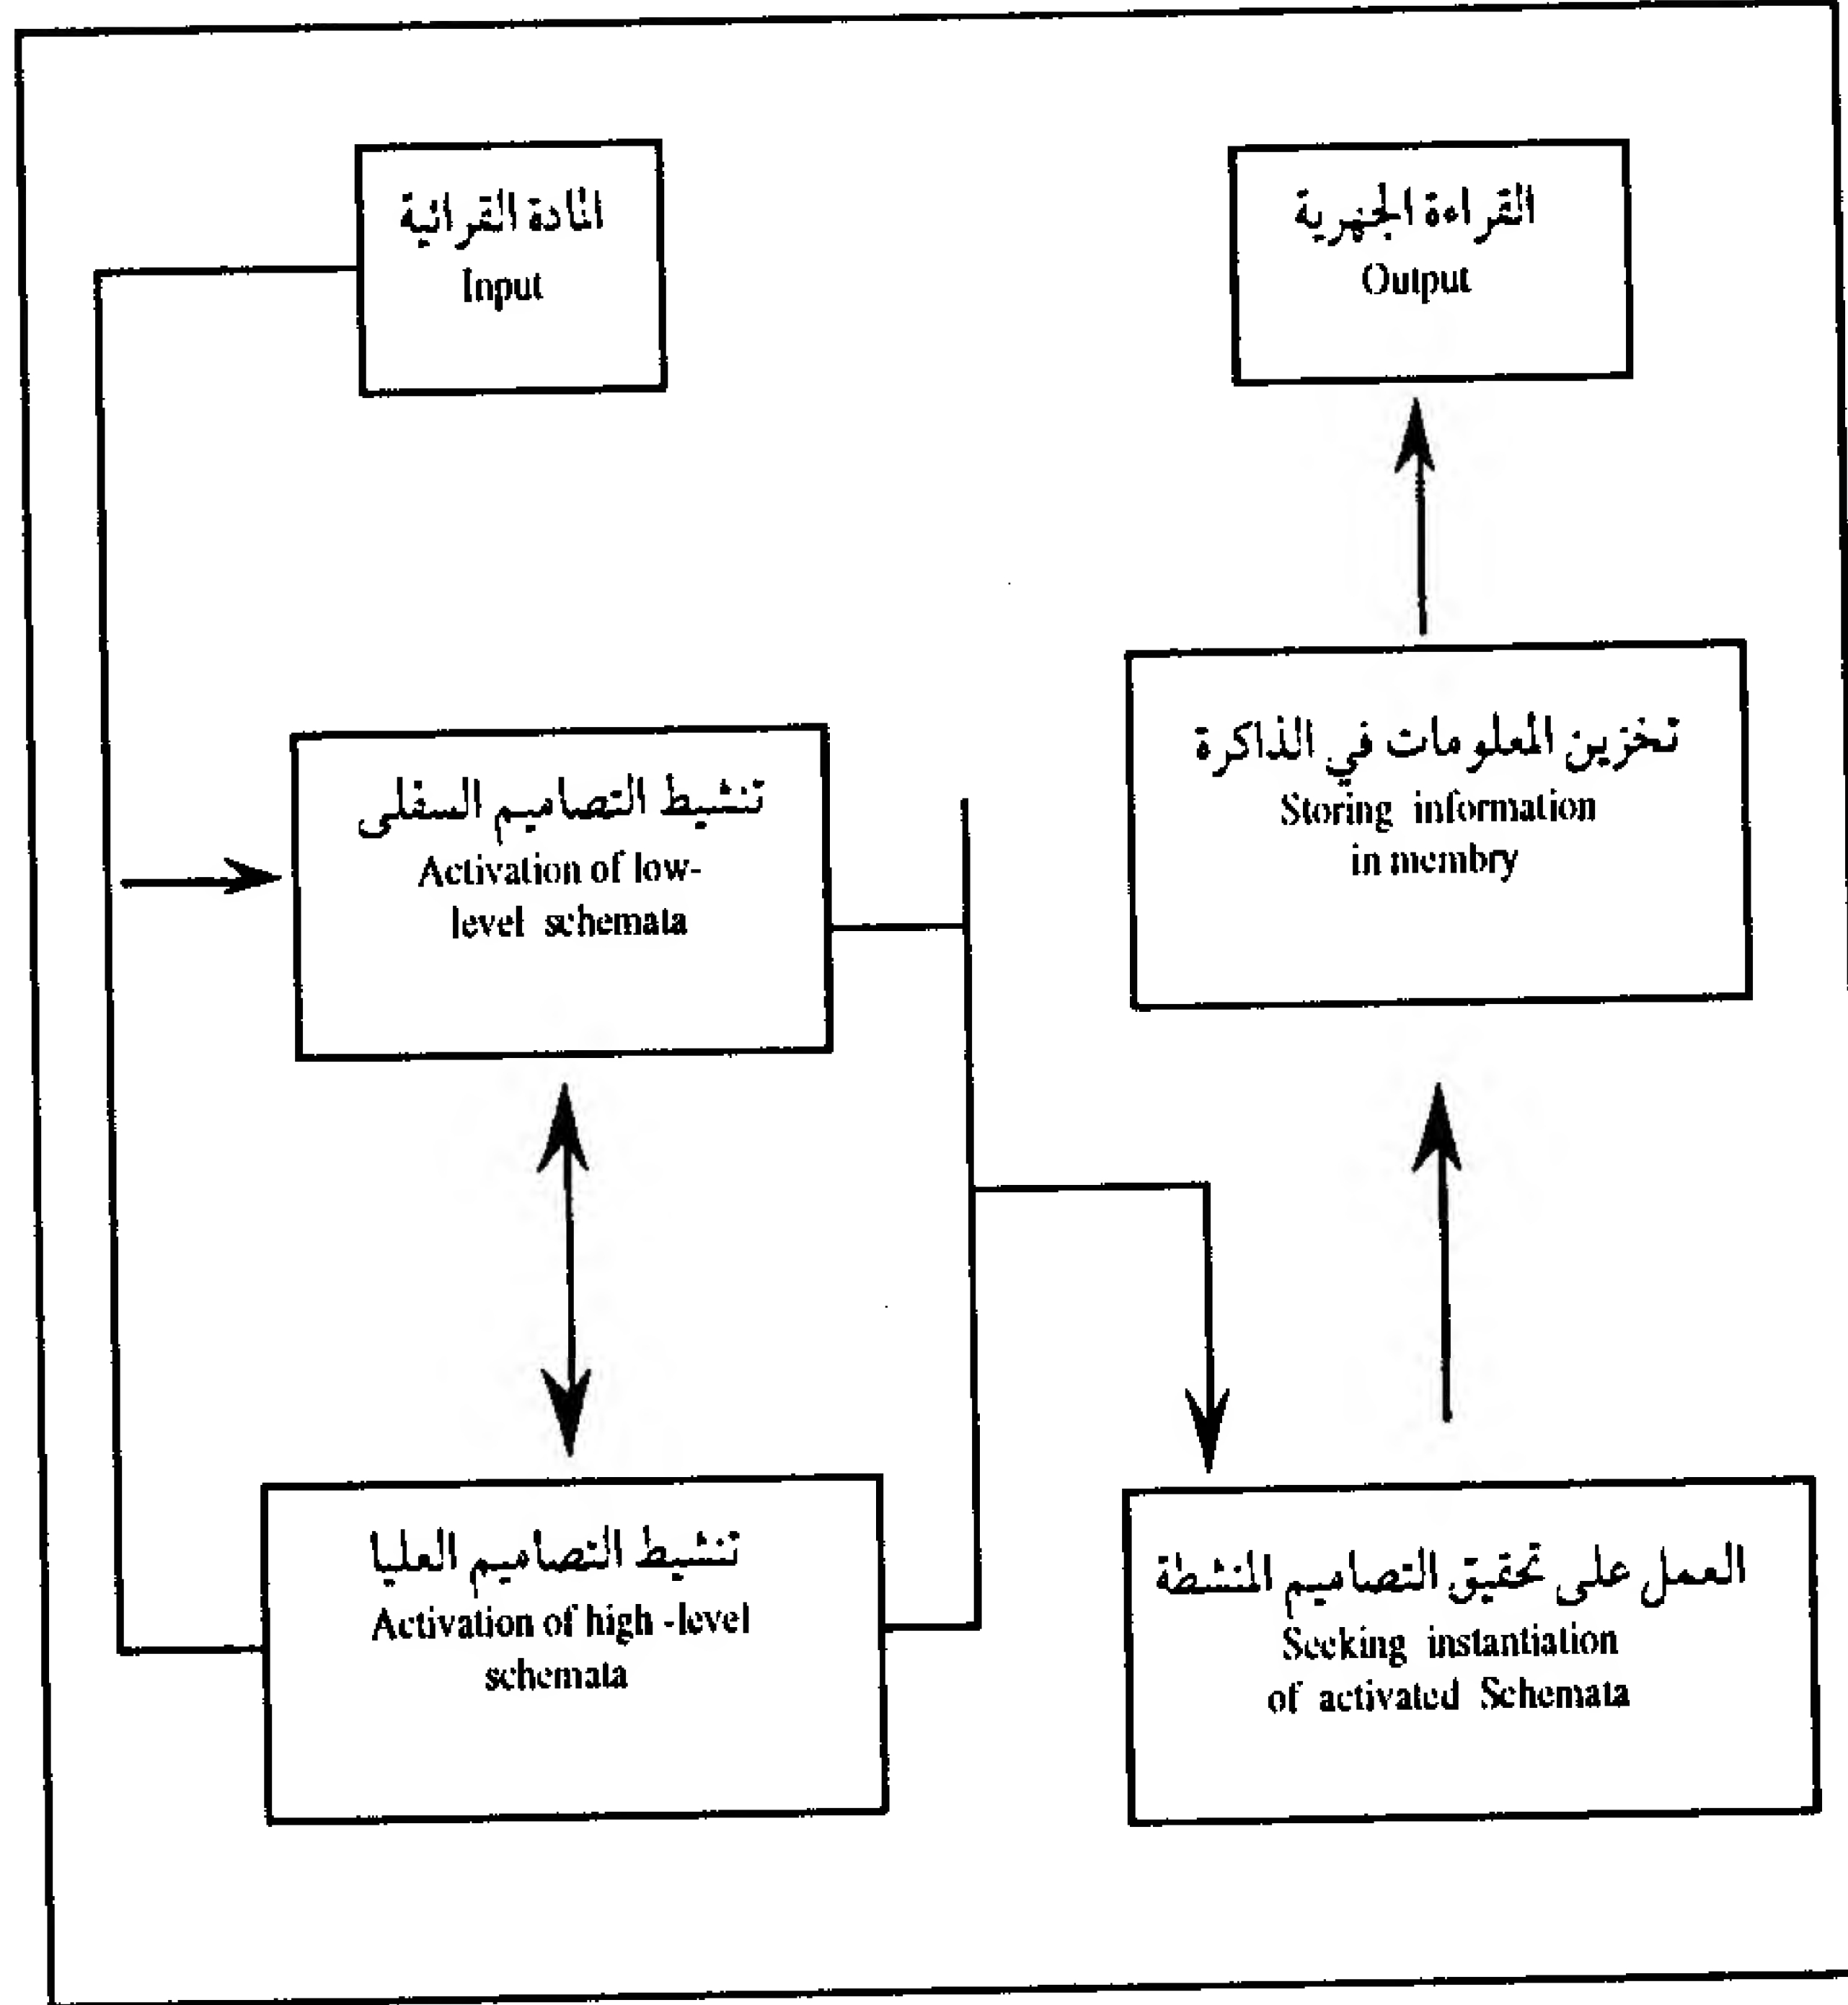 المادة القرائية
Input
القراءة الجهرية
Output
تخزين المعلومات في الذاكرة
Storing information
in membry
تنشيط التصاميم السفلى
Activation of low-
level schemata
تنشيط التصاميم العليا
Activation of high -level
schemata
العمل على تحقيق التصاميم المنشطة
Seeking instantiation
of activated Schemata